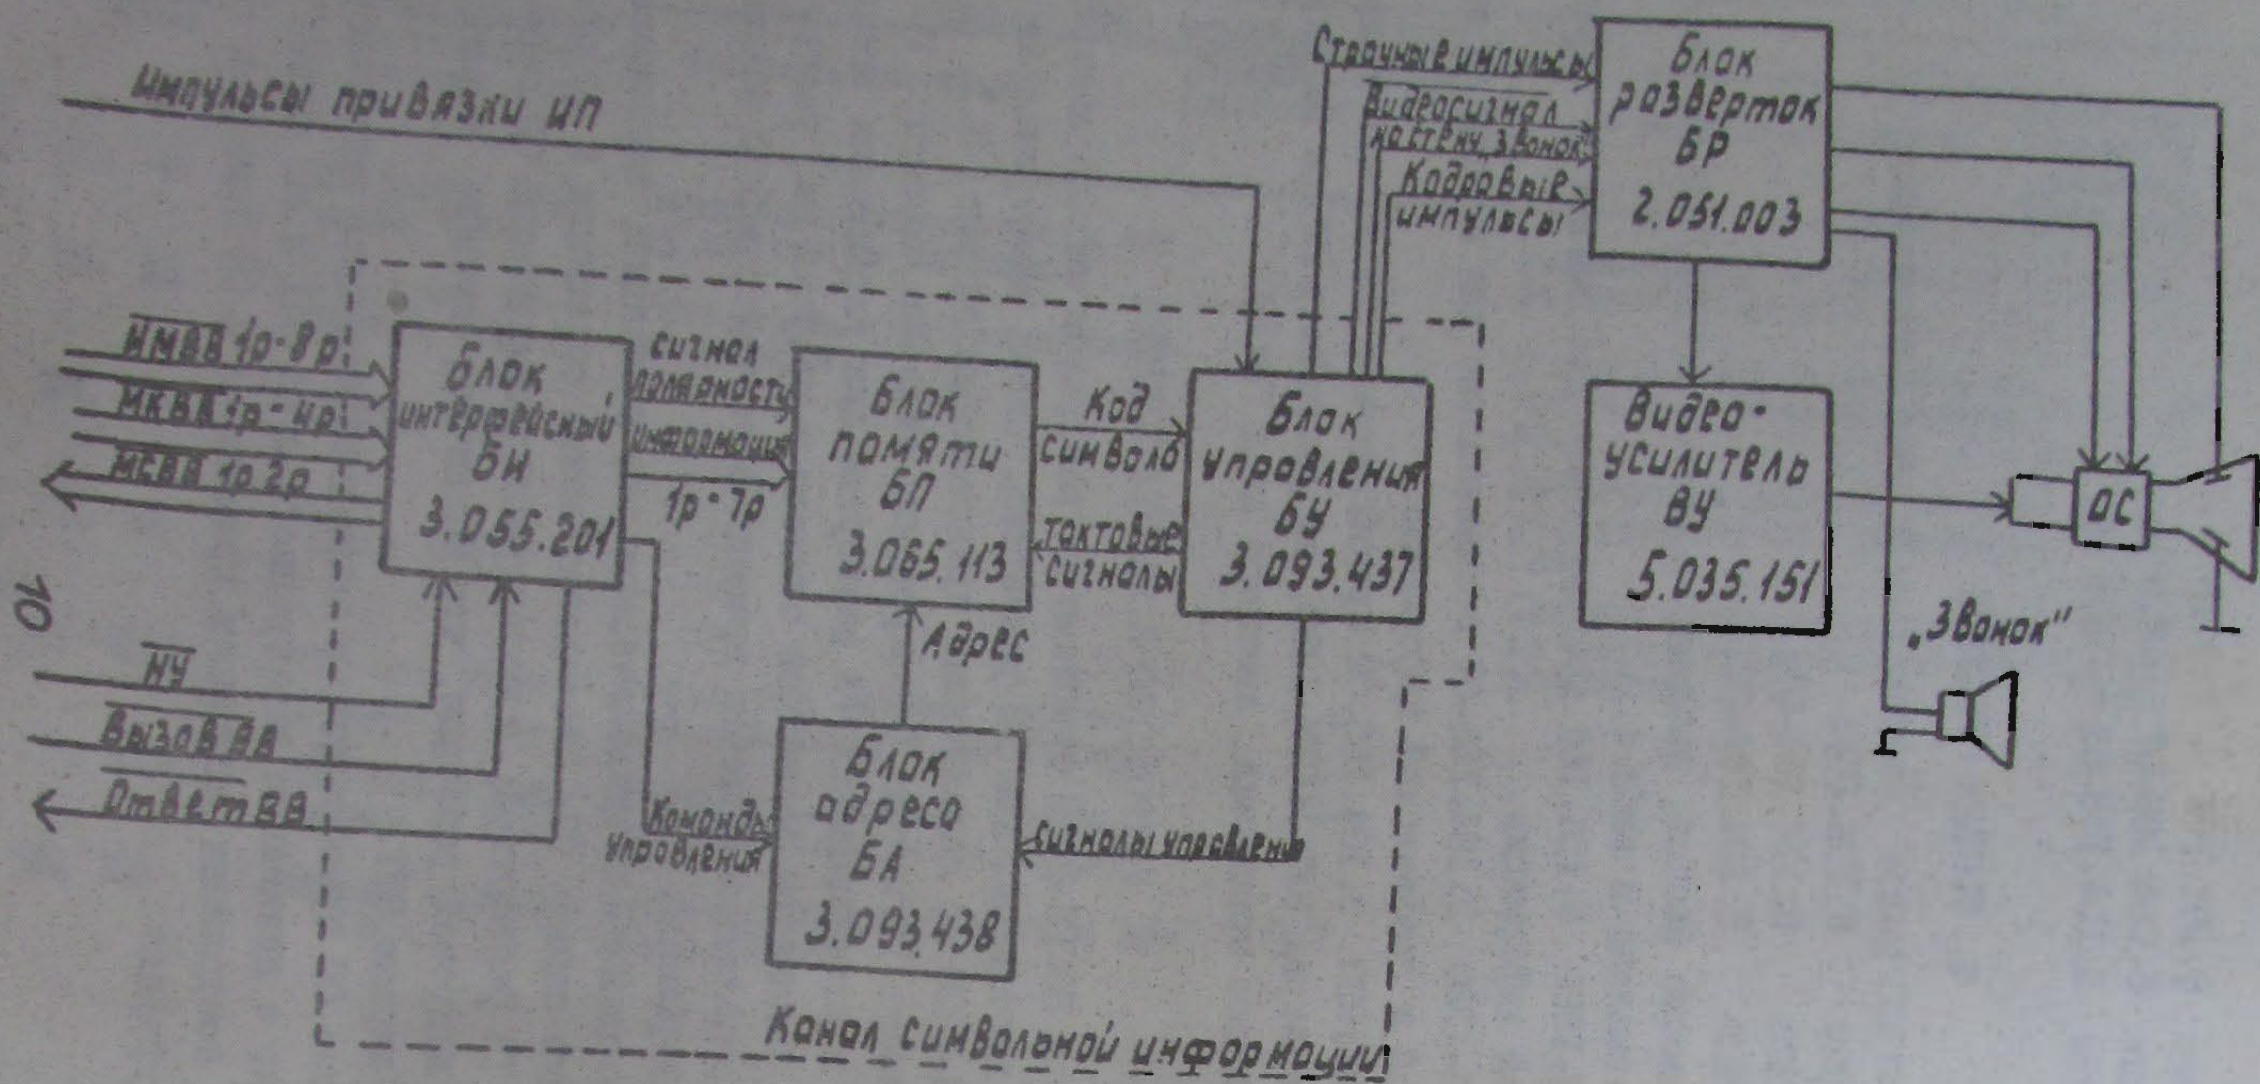 Импульсы привязки ИП
Строчные импульсы
Видеосигнал
на стену, звонок
Кадровые
импульсы
Блок
разверток
БР
2.051.003
ИМВВ 1р-8р
МКВВ 1р-4р
МСВВ 1р 2р
Блок
интерфейсный
БИ
3.055.201
сигнал
полярности
информация
1р-7р
Блок
памяти
БП
3.065.113
Код
символа
тактовые
сигналы
Блок
управления
БУ
3.093.437
Видео-
усилитель
ВУ
5.035.151
ОС
„Звонок"
10
НУ
Вызов ВА
Ответ ВВ
Адрес
Команды
управления
Блок
адреса
БА
3.093.438
сигналы управления
Канал символьной информации